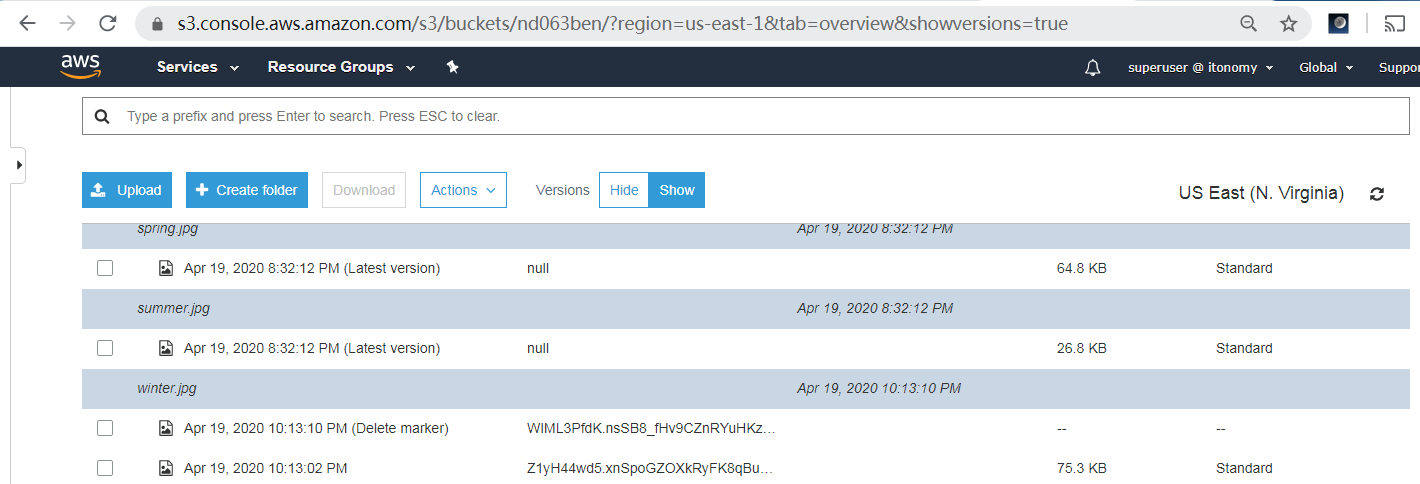 s3.console.aws.amazon.com/s3/buckets/nd063ben/?region=us-east-1&tab=overview&showversions=true
aws Services Resource Groups superuser @ itonomy Global Suppor
Type a prefix and press Enter to search. Press ESC to clear.
Upload Create folder Download Actions Versions Hide Show US East (N. Virginia)
spring.jpg Apr 19, 2020 8:32:12 PM
Apr 19, 2020 8:32:12 PM (Latest version) null 64.8 KB Standard
summer.jpg Apr 19, 2020 8:32:12 PM
Apr 19, 2020 8:32:12 PM (Latest version) null 26.8 KB Standard
winter.jpg Apr 19, 2020 10:13:10 PM
Apr 19, 2020 10:13:10 PM (Delete marker) WIML3PfdK.nsSB8_fHv9CZnRYuHKz... -- --
Apr 19, 2020 10:13:02 PM Z1yH44wd5.xnSpoGZOXkRyFK8qBu... 75.3 KB Standard